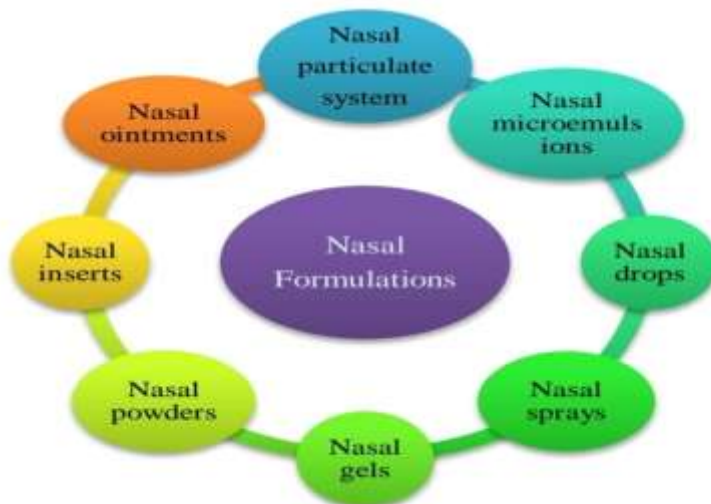 Nasal
particulate
system
Nasal
microemuls
ions
Nasal
drops
Nasal
sprays
Nasal
gels
Nasal
powders
Nasal
inserts
Nasal
ointments
Nasal
Formulations